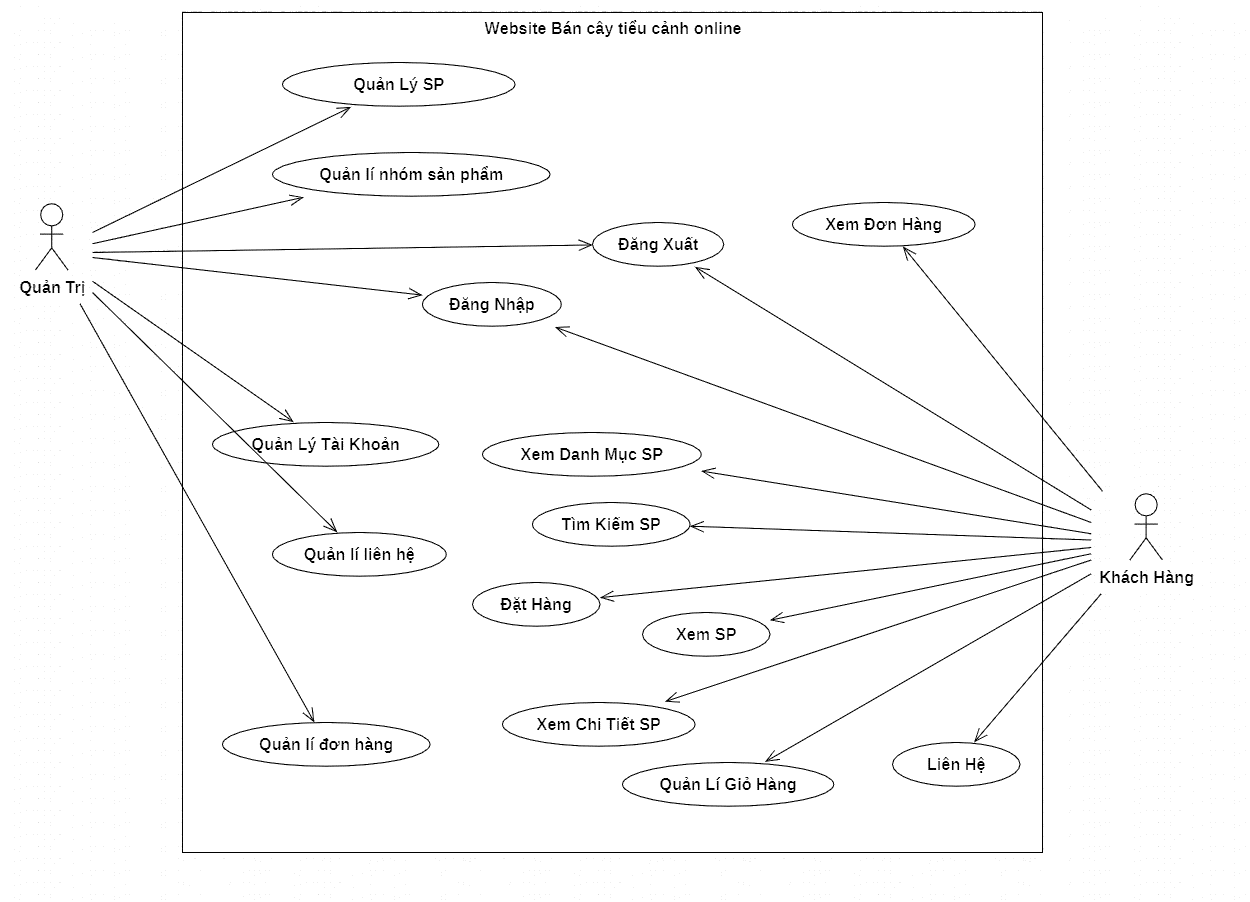 Website Bán cây tiểu cảnh online
Quản Lý SP
Quản lí nhóm sản phẩm
Xem Đơn Hàng
Đăng Xuất
Quản Trị
Đăng Nhập
Quản Lý Tài Khoản
Xem Danh Mục SP
Tìm Kiếm SP
Quản lí liên hệ
Khách Hàng
Đặt Hàng
Xem SP
Xem Chi Tiết SP
Quản lí đơn hàng
Liên Hệ
Quản Lí Giỏ Hàng